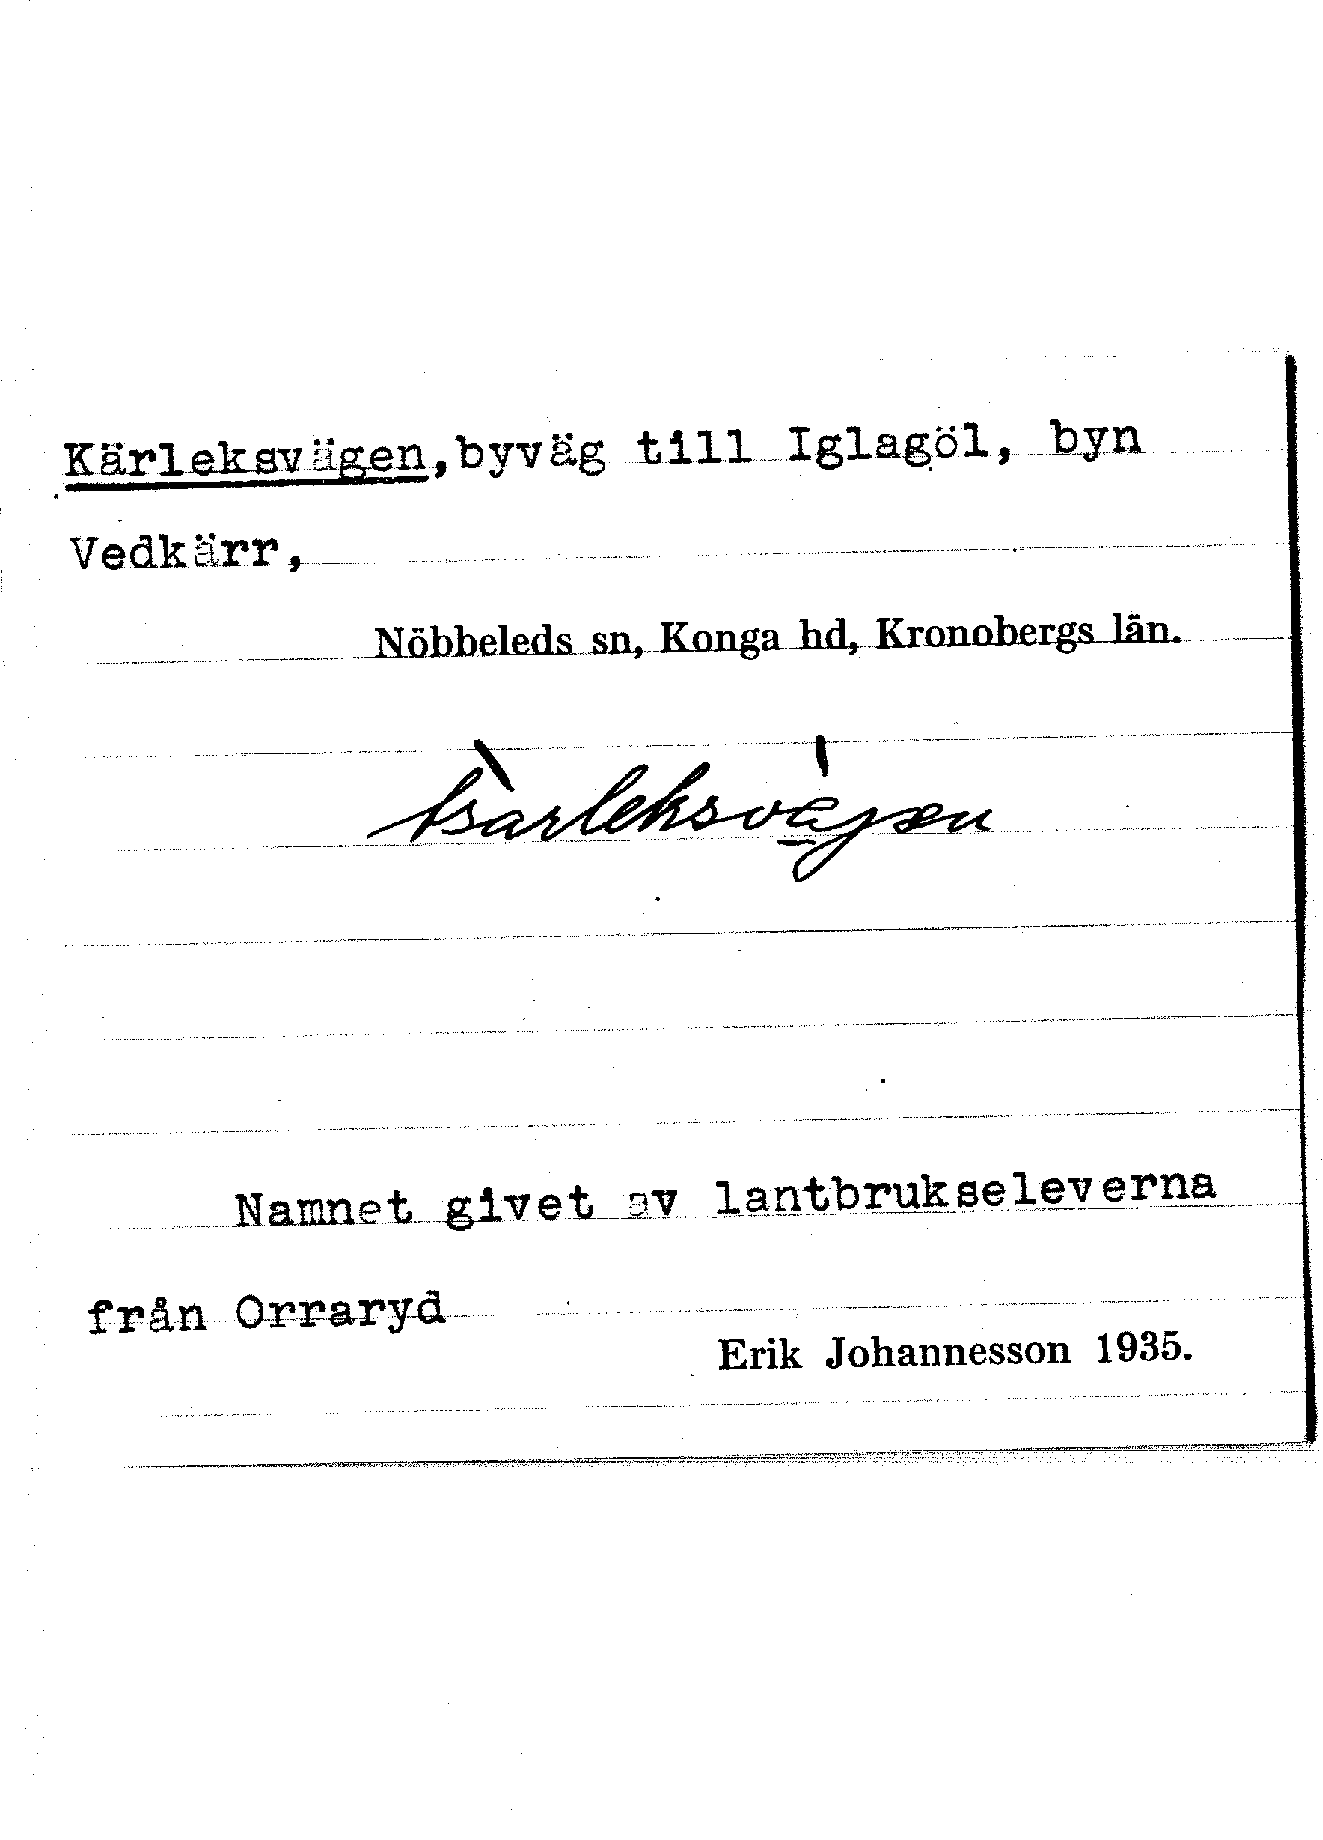 Kärleksvägen, byväg till Iglagöl, byn
Vedkärr,
Nöbbeleds sn, Konga hd, Kronobergs län.
Namnet givet av lantbrukseleverna
från Orraryd
Erik Johannesson 1935.